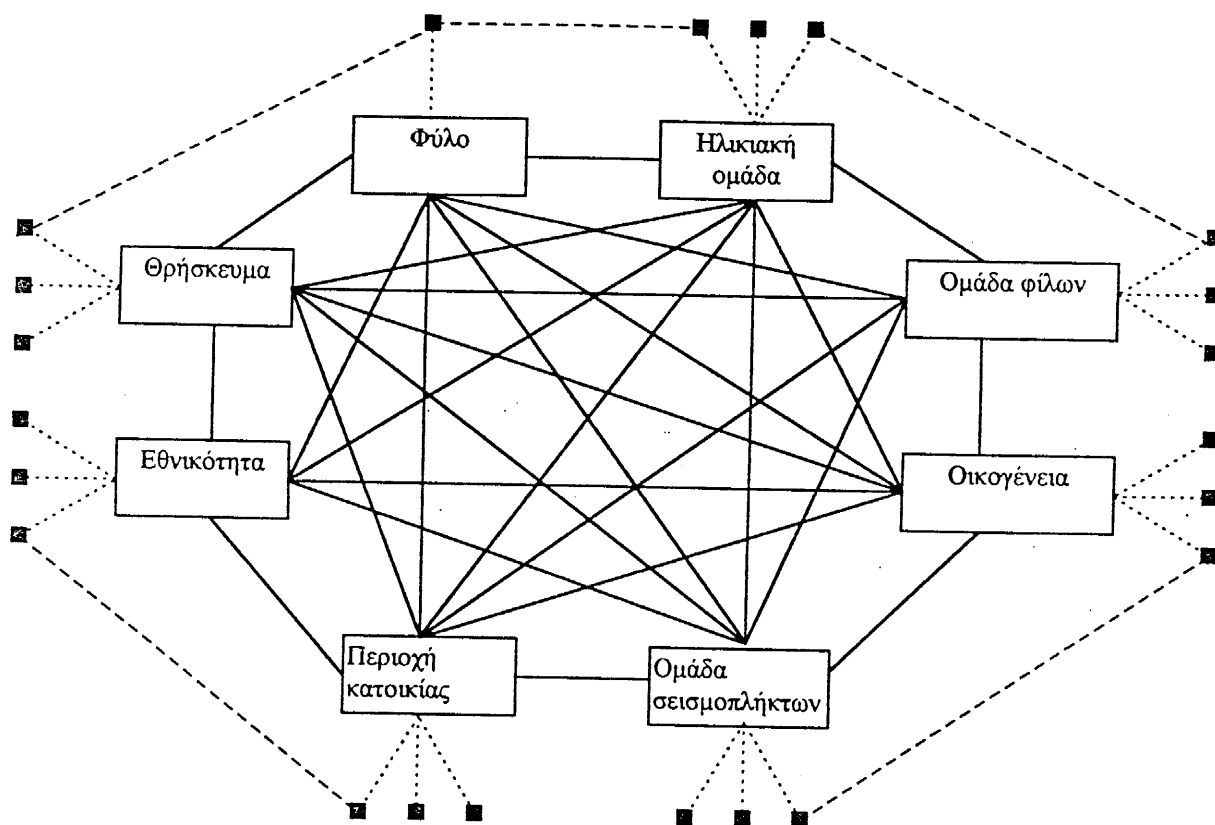 Φύλο
Ηλικιακή
ομάδα
Θρήσκευμα
Ομάδα φίλων
Εθνικότητα
Οικογένεια
Περιοχή
κατοικίας
Ομάδα
σεισμοπλήκτων